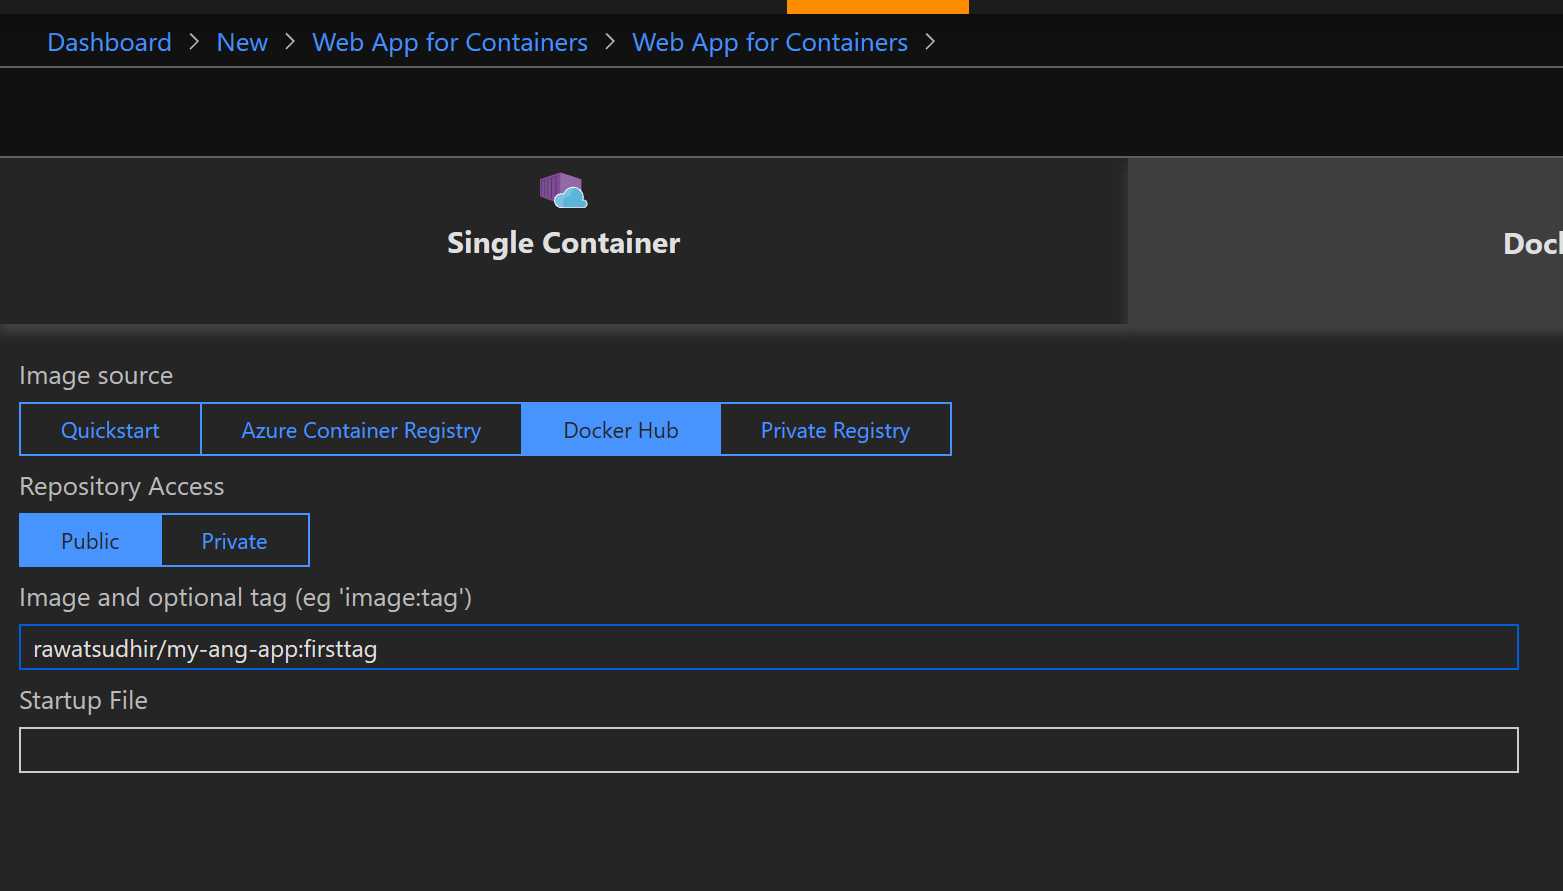 Dashboard > New > Web App for Containers > Web App for Containers >
Single Container
Image source
Quickstart Azure Container Registry Docker Hub Private Registry
Repository Access
Public Private
Image and optional tag (eg 'image:tag')
rawatsudhir/my-ang-app:firsttag
Startup File